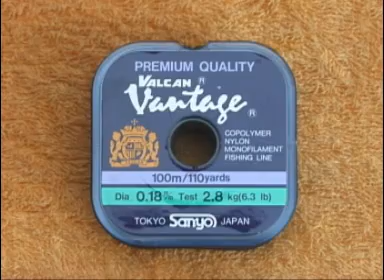 PREMIUM QUALITY
VALCAN ®
Vantage ®
COPOLYMER
NYLON
MONOFILAMENT
FISHING LINE
100m/110yards
Dia 0.18 m/m Test 2.8 kg(6.3 lb)
TOKYO Sanyo JAPAN